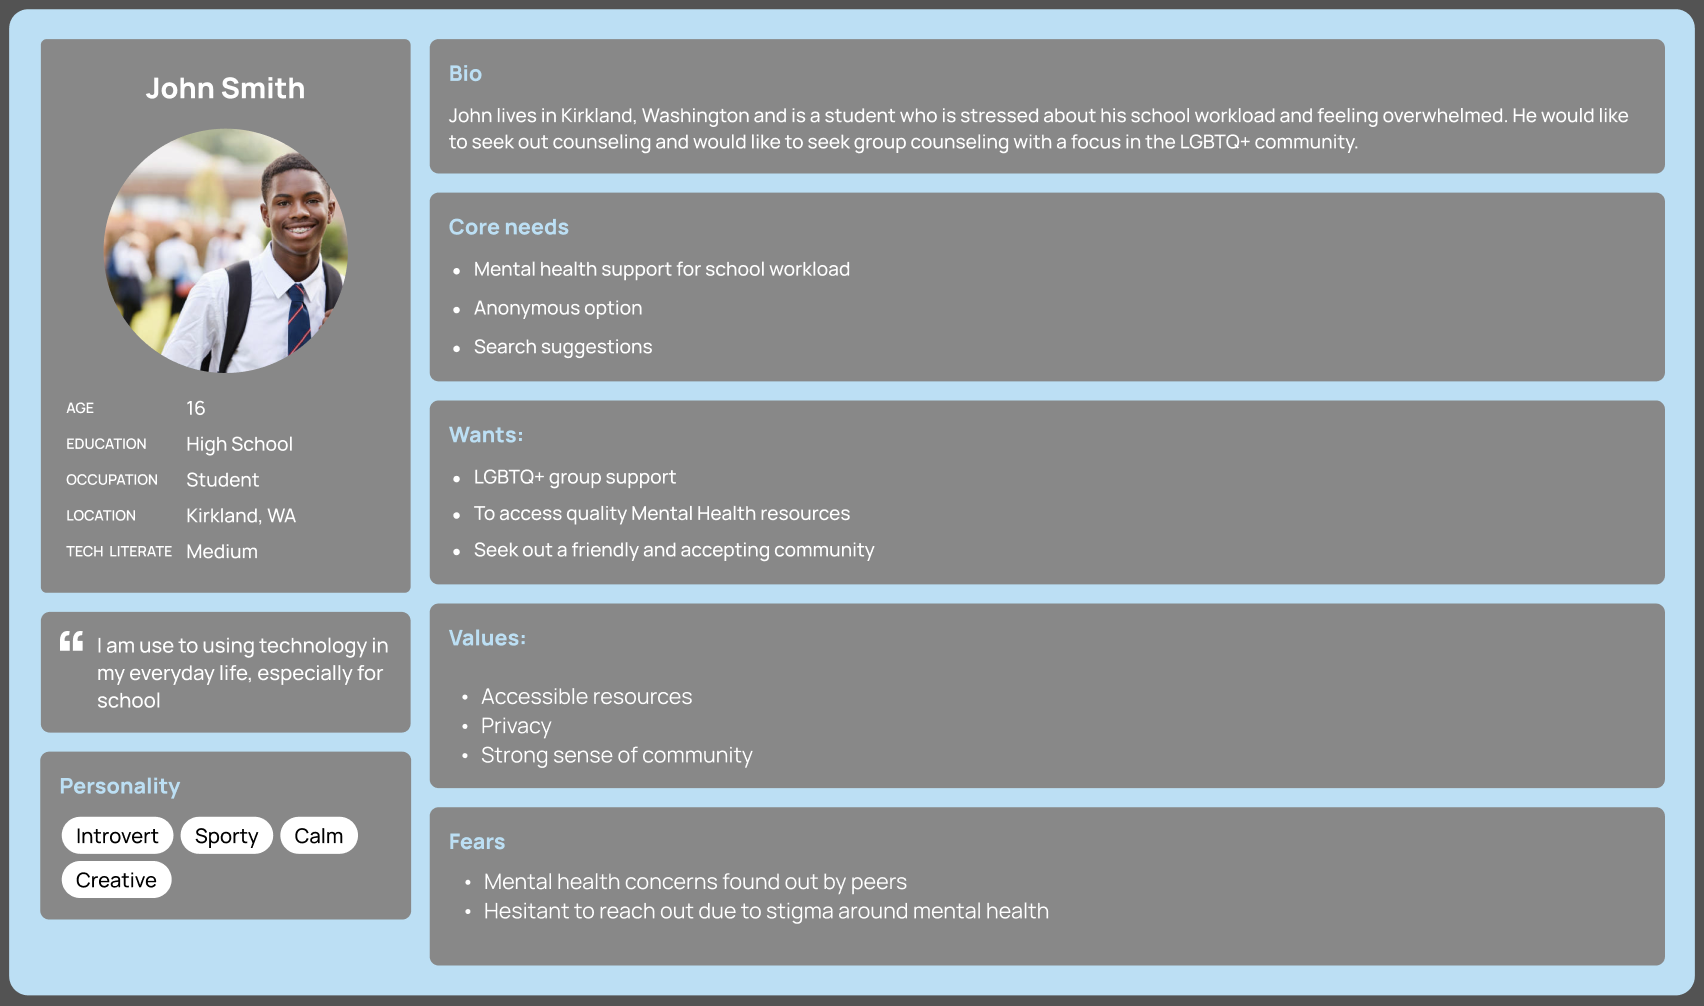 John Smith
AGE 16
EDUCATION High School
OCCUPATION Student
LOCATION Kirkland, WA
TECH LITERATE Medium
“ I am use to using technology in
my everyday life, especially for
school
Personality
Introvert Sporty Calm
Creative
Bio
John lives in Kirkland, Washington and is a student who is stressed about his school workload and feeling overwhelmed. He would like
to seek out counseling and would like to seek group counseling with a focus in the LGBTQ+ community.
Core needs
• Mental health support for school workload
• Anonymous option
• Search suggestions
Wants:
• LGBTQ+ group support
• To access quality Mental Health resources
• Seek out a friendly and accepting community
Values:
• Accessible resources
• Privacy
• Strong sense of community
Fears
• Mental health concerns found out by peers
• Hesitant to reach out due to stigma around mental health